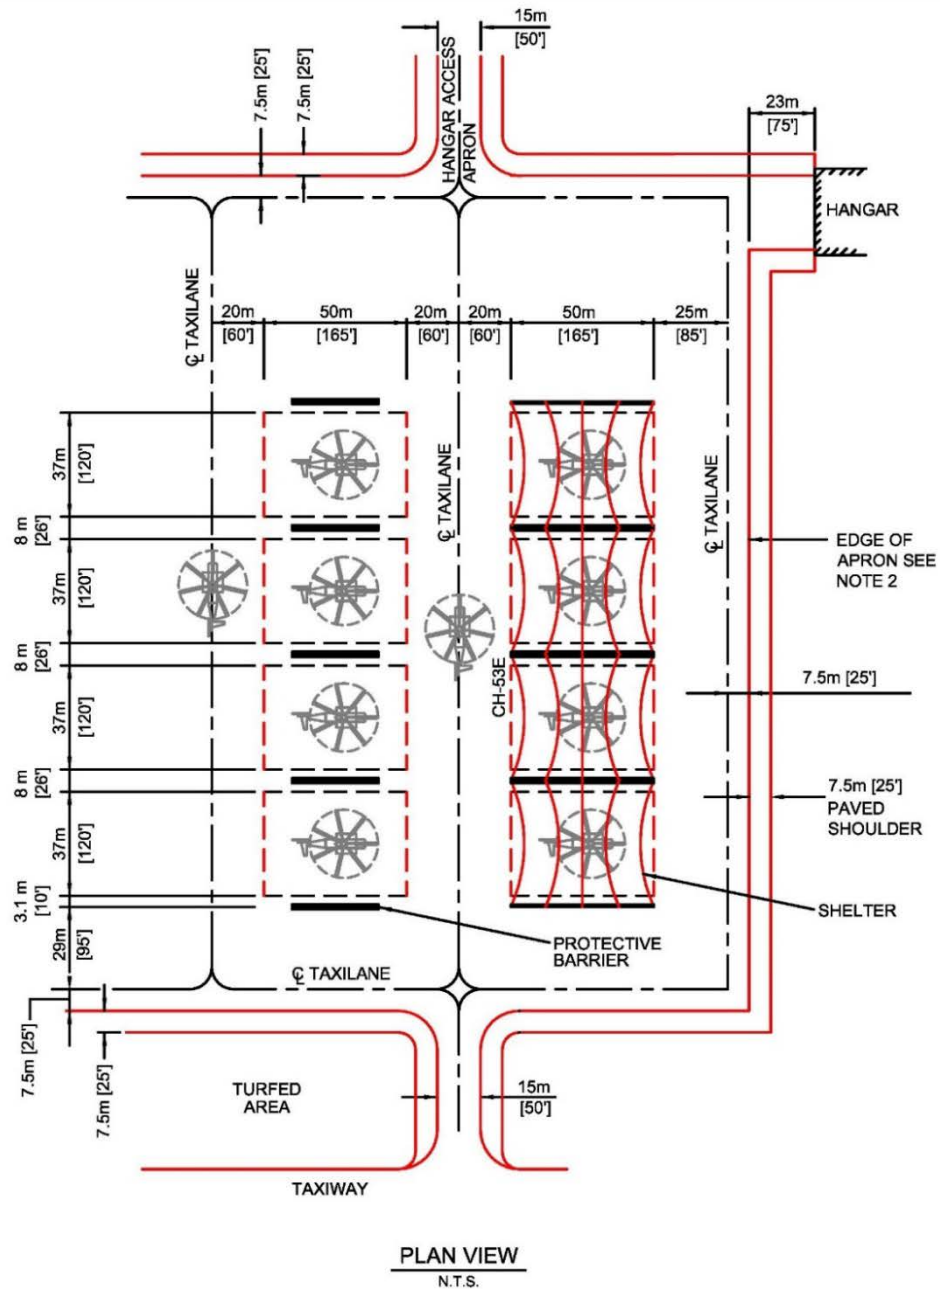 15m
[50']
7.5m [25']
7.5m [25']
HANGAR ACCESS
APRON
23m
[75']
HANGAR
℄ TAXILANE
20m
[60']
50m
[165']
20m
[60']
20m
[60']
50m
[165']
25m
[85']
37m
[120']
℄ TAXILANE
℄ TAXILANE
8 m
[26']
EDGE OF
APRON SEE
NOTE 2
37m
[120']
8 m
[26']
CH-53E
7.5m [25']
37m
[120']
8 m
[26']
7.5m [25']
PAVED
SHOULDER
37m
[120']
3.1 m
[10']
SHELTER
29m
[95']
PROTECTIVE
BARRIER
℄ TAXILANE
7.5m [25']
7.5m [25']
TURFED
AREA
15m
[50']
TAXIWAY
PLAN VIEW
N.T.S.